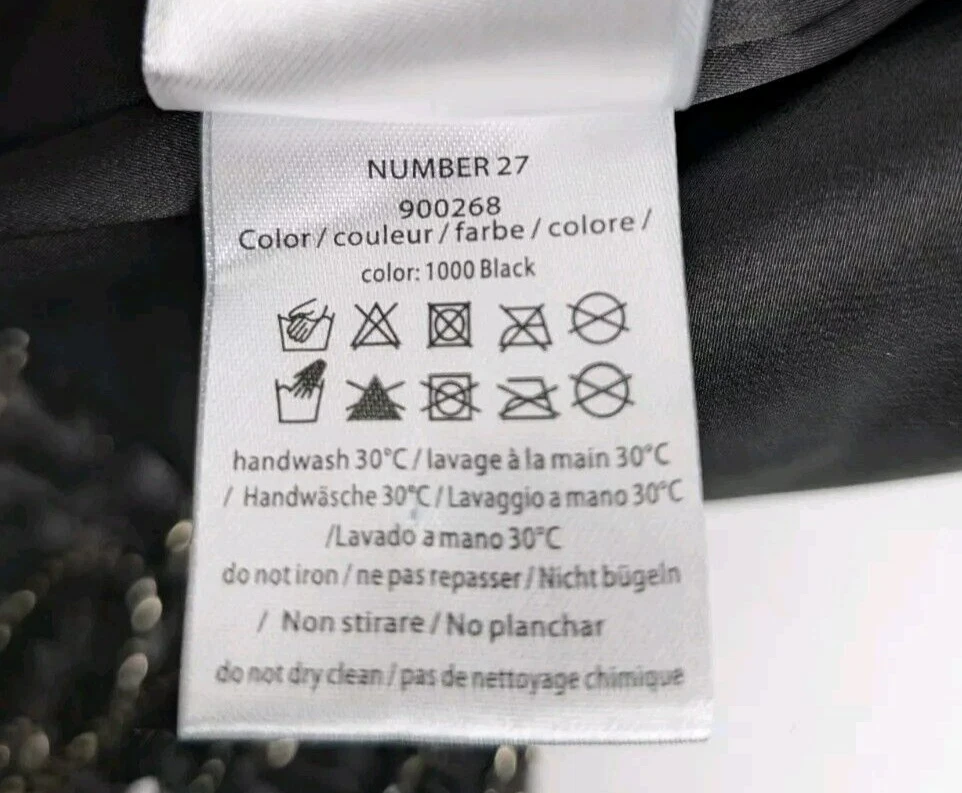 NUMBER 27
900268
Color / couleur / farbe / colore /
color: 1000 Black
handwash 30°C / lavage à la main 30°C
/ Handwäsche 30°C / Lavaggio a mano 30°C
/Lavado a mano 30°C
do not iron / ne pas repasser / Nicht bügeln
/ Non stirare / No planchar
do not dry clean / pas de nettoyage chimique